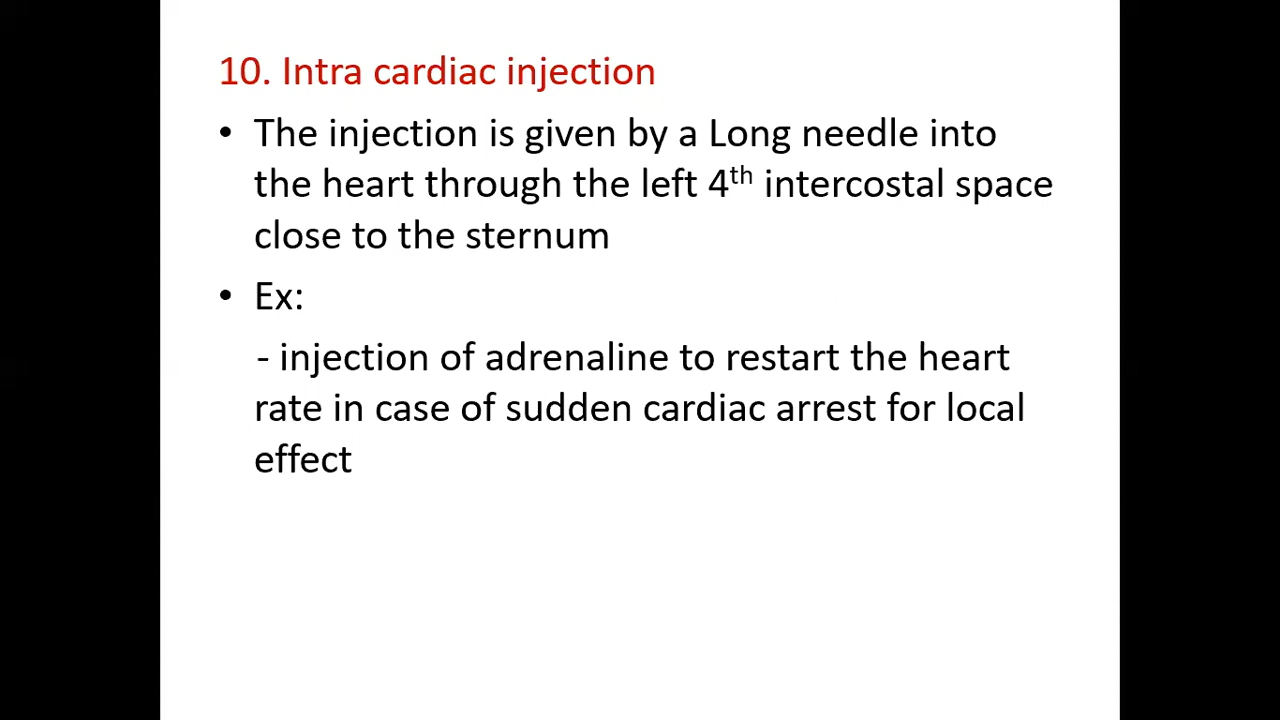 10. Intra cardiac injection
• The injection is given by a Long needle into
the heart through the left 4th intercostal space
close to the sternum
• Ex:
- injection of adrenaline to restart the heart
rate in case of sudden cardiac arrest for local
effect